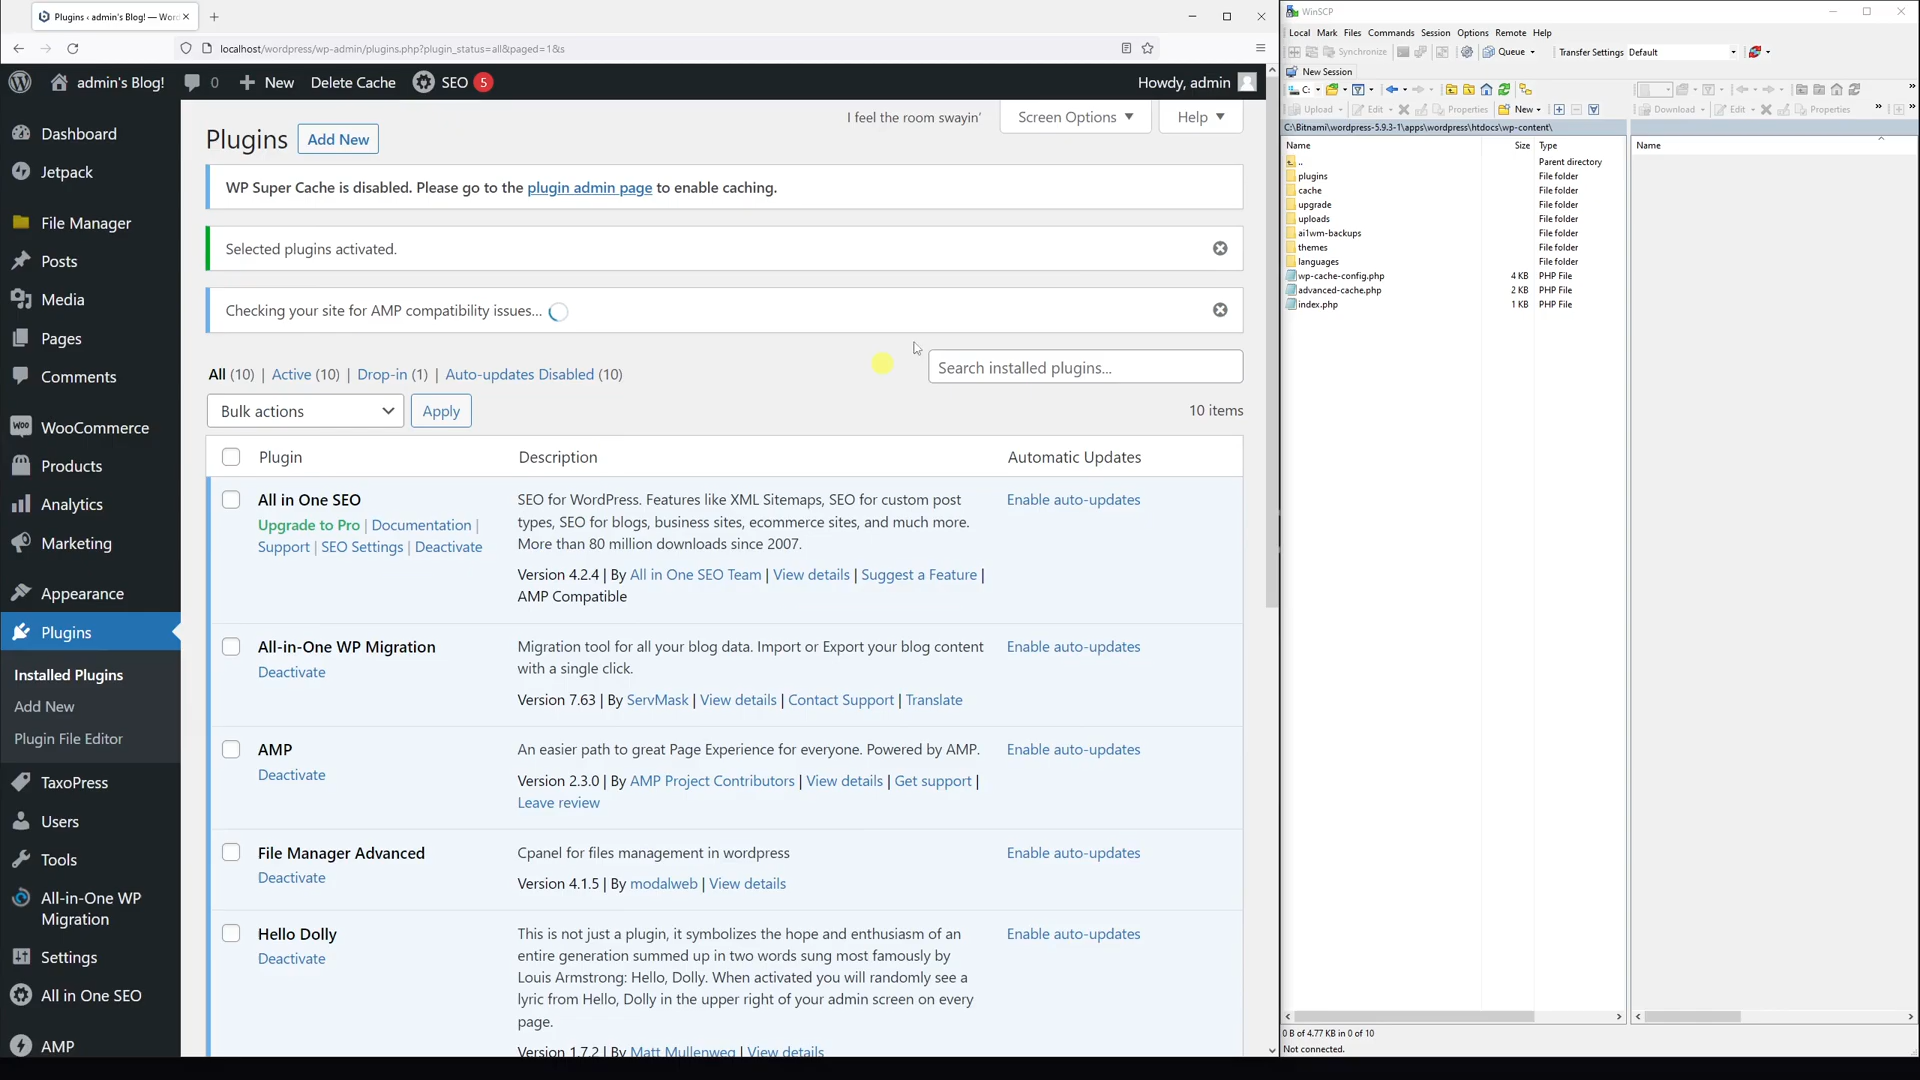 Plugins ‹ admin's Blog! — Wor
localhost/wordpress/wp-admin/plugins.php?plugin_status=all&paged=1&s
admin's Blog!
0
New
Delete Cache
SEO
5
Howdy, admin
Dashboard
Jetpack
File Manager
Posts
Media
Pages
Comments
WooCommerce
Products
Analytics
Marketing
Appearance
Plugins
Installed Plugins
Add New
Plugin File Editor
TaxoPress
Users
Tools
All-in-One WP
Migration
Settings
All in One SEO
AMP
I feel the room swayin'
Screen Options
Help
Plugins
Add New
WP Super Cache is disabled. Please go to the plugin admin page to enable caching.
Selected plugins activated.
Checking your site for AMP compatibility issues...
All (10) | Active (10) | Drop-in (1) | Auto-updates Disabled (10)
Search installed plugins...
Bulk actions
Apply
10 items
Plugin
Description
Automatic Updates
All in One SEO
Upgrade to Pro | Documentation |
Support | SEO Settings | Deactivate
SEO for WordPress. Features like XML Sitemaps, SEO for custom post
types, SEO for blogs, business sites, ecommerce sites, and much more.
More than 80 million downloads since 2007.
Version 4.2.4 | By All in One SEO Team | View details | Suggest a Feature |
AMP Compatible
Enable auto-updates
All-in-One WP Migration
Deactivate
Migration tool for all your blog data. Import or Export your blog content
with a single click.
Version 7.63 | By ServMask | View details | Contact Support | Translate
Enable auto-updates
AMP
Deactivate
An easier path to great Page Experience for everyone. Powered by AMP.
Version 2.3.0 | By AMP Project Contributors | View details | Get support |
Leave review
Enable auto-updates
File Manager Advanced
Deactivate
Cpanel for files management in wordpress
Version 4.1.5 | By modalweb | View details
Enable auto-updates
Hello Dolly
Deactivate
This is not just a plugin, it symbolizes the hope and enthusiasm of an
entire generation summed up in two words sung most famously by
Louis Armstrong: Hello, Dolly. When activated you will randomly see a
lyric from Hello, Dolly in the upper right of your admin screen on every
page.
Version 1.7.2 | By Matt Mullenweg | View details
Enable auto-updates
WinSCP
Local Mark Files Commands Session Options Remote Help
Synchronize
Queue
Transfer Settings Default
New Session
C:
Upload
Edit
Properties
New
Download
Edit
Properties
C:\Bitnami\wordpress-5.9.3-1\apps\wordpress\htdocs\wp-content\
Name Size Type
.. Parent directory
plugins File folder
cache File folder
upgrade File folder
uploads File folder
ai1wm-backups File folder
themes File folder
languages File folder
wp-cache-config.php 4 KB PHP File
advanced-cache.php 2 KB PHP File
index.php 1 KB PHP File
Name
0 B of 4.77 KB in 0 of 10
Not connected.